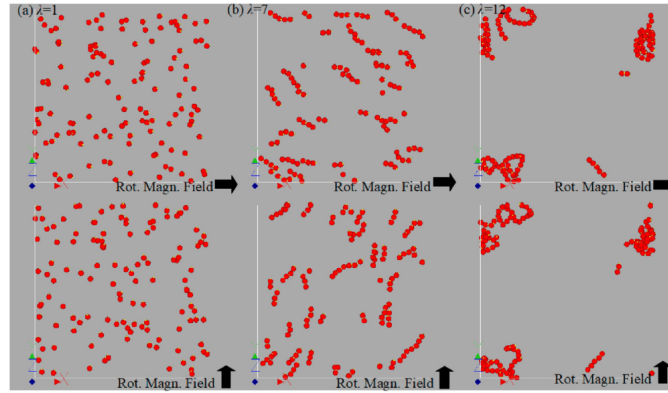 (a) λ=1
(b) λ=7
(c) λ=12
Rot. Magn. Field
Rot. Magn. Field
Rot. Magn. Field
Rot. Magn. Field
Rot. Magn. Field
Rot. Magn. Field